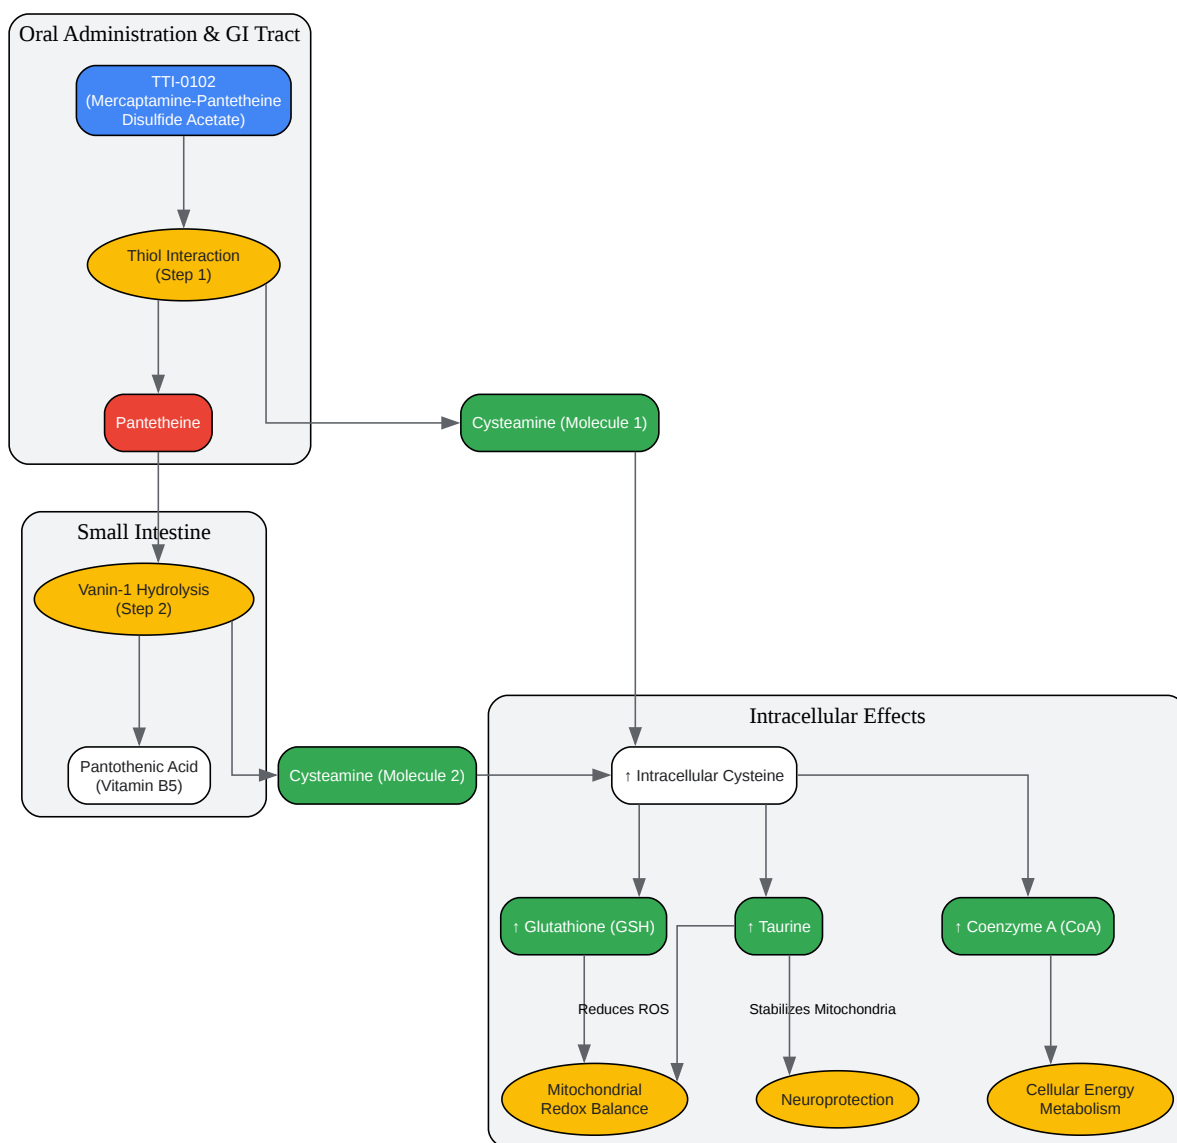 Oral Administration & GI Tract
TTI-0102
(Mercaptamine-Pantetheine
Disulfide Acetate)
Thiol Interaction
(Step 1)
Pantetheine
Cysteamine (Molecule 1)
Small Intestine
Vanin-1 Hydrolysis
(Step 2)
Pantothenic Acid
(Vitamin B5)
Cysteamine (Molecule 2)
Intracellular Effects
↑ Intracellular Cysteine
↑ Glutathione (GSH)
↑ Taurine
↑ Coenzyme A (CoA)
Reduces ROS
Stabilizes Mitochondria
Mitochondrial
Redox Balance
Neuroprotection
Cellular Energy
Metabolism